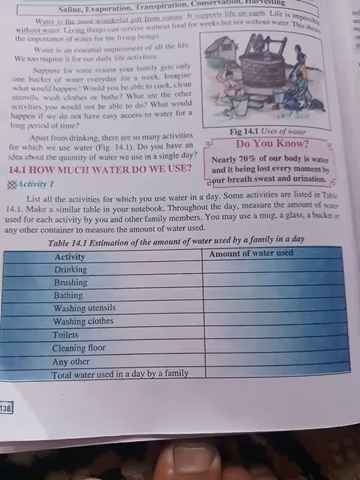 Saline, Evaporation, Transpiration, Conservation, Harvesting
Water is the most wonderful gift from nature. It supports life on earth. Life is impossible
without water. Living things can survive without food for weeks but not without water. This shows
the importance of water for the living beings.
Water is an essential requirement of all the life.
We too require it for our daily life activities.
Suppose for some reason your family gets only
one bucket of water everyday for a week. Imagine
what would happen? Would you be able to cook, clean
utensils, wash clothes or bathe? What are the other
activities you would not be able to do? What would
happen if we do not have easy access to water for a
long period of time?
Apart from drinking, there are so many activities
for which we use water (Fig. 14.1). Do you have an
idea about the quantity of water we use in a single day?
Fig 14.1 Uses of water
Do You Know?
Nearly 70% of our body is water
and it being lost every moment by
our breath sweat and urination.
14.1 HOW MUCH WATER DO WE USE?
Activity 1
List all the activities for which you use water in a day. Some activities are listed in Table
14.1. Make a similar table in your notebook. Throughout the day, measure the amount of water
used for each activity by you and other family members. You may use a mug, a glass, a bucket or
any other container to measure the amount of water used.
Table 14.1 Estimation of the amount of water used by a family in a day
Activity Amount of water used
Drinking
Brushing
Bathing
Washing utensils
Washing clothes
Toilets
Cleaning floor
Any other
Total water used in a day by a family
138